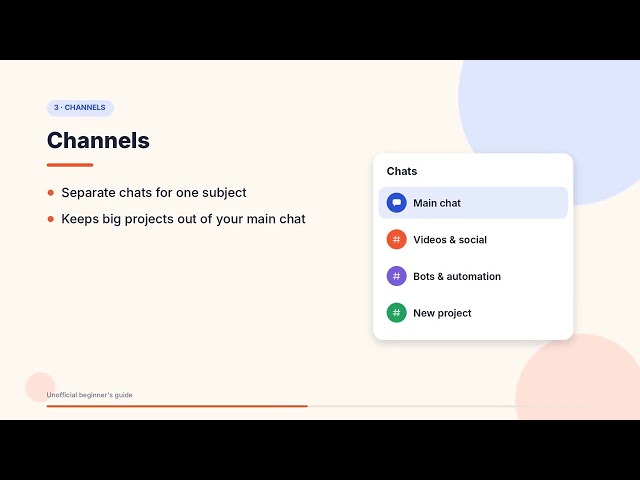 3 · CHANNELS
Channels
Separate chats for one subject
Keeps big projects out of your main chat
Chats
Main chat
# Videos & social
# Bots & automation
# New project
Unofficial beginner's guide